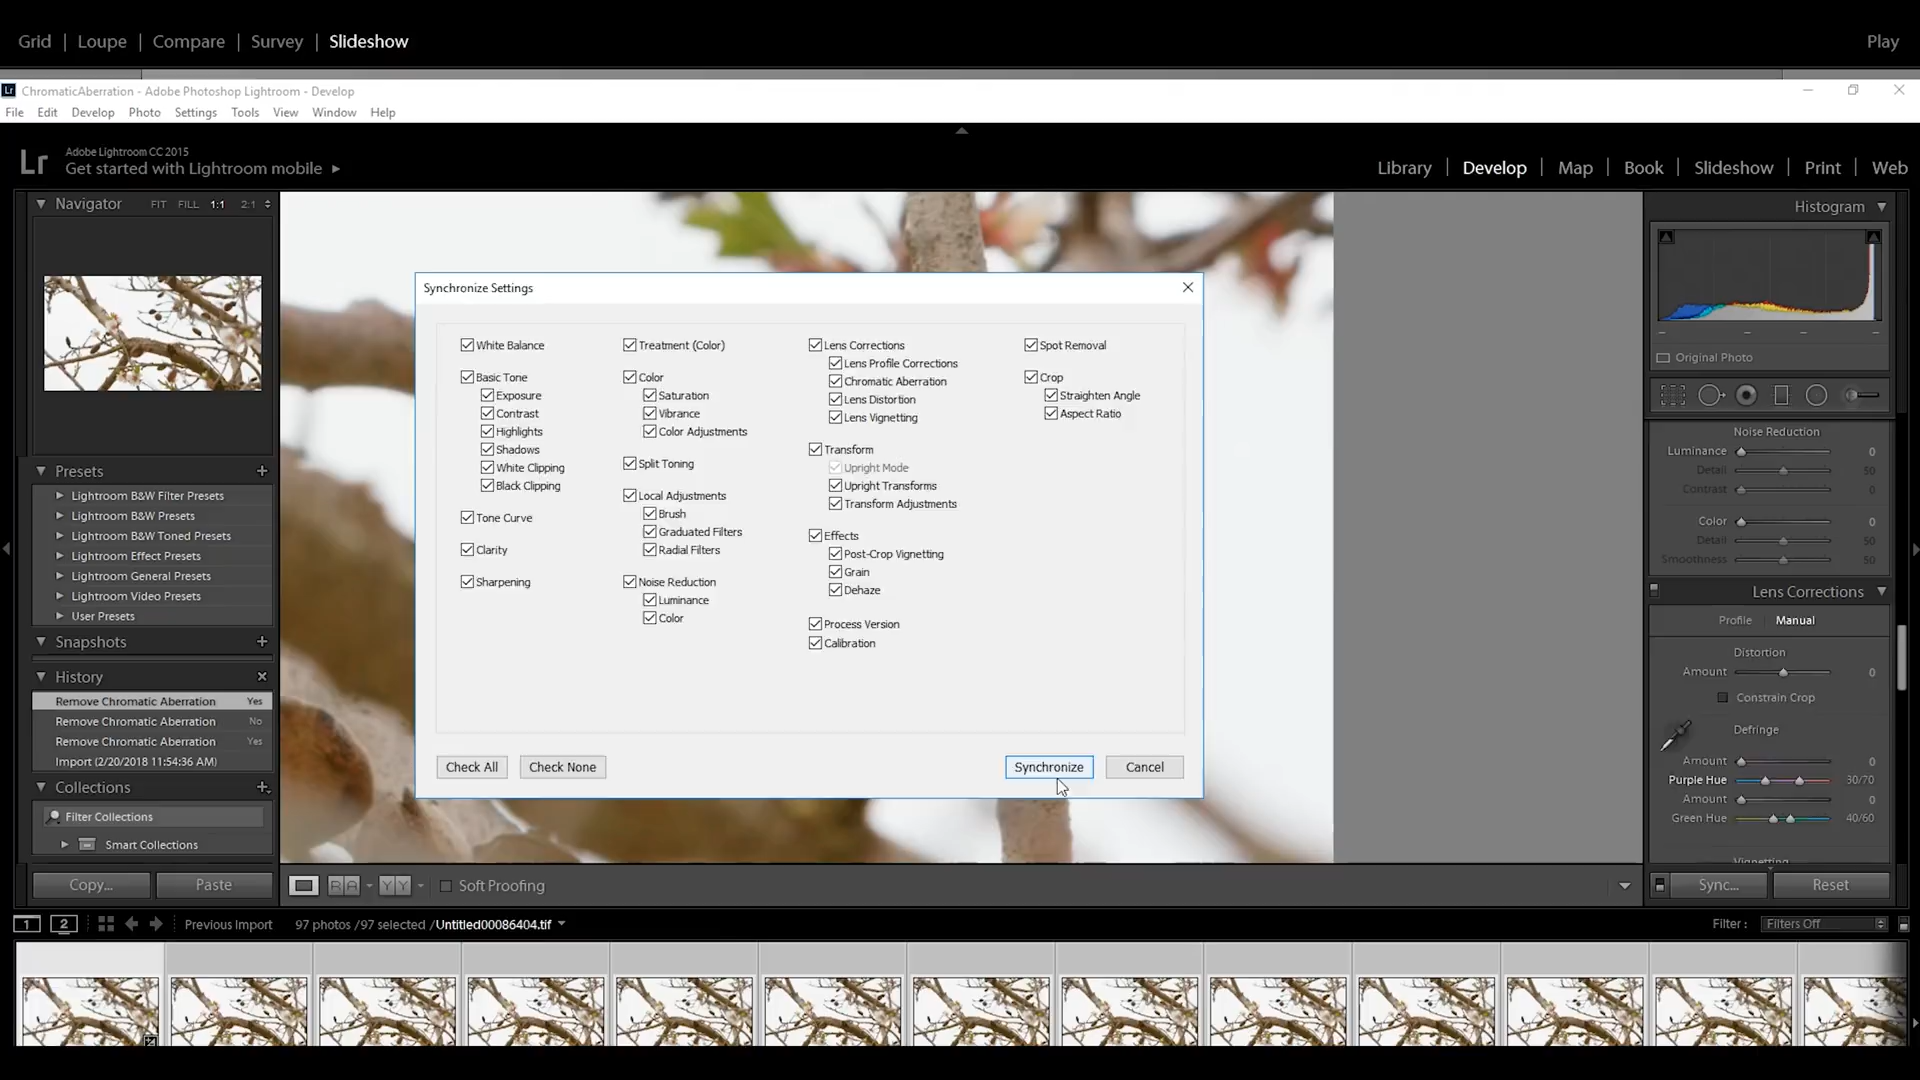 Grid | Loupe | Compare | Survey | Slideshow
Play
Lr ChromaticAberration - Adobe Photoshop Lightroom - Develop
File Edit Develop Photo Settings Tools View Window Help
Lr
Adobe Lightroom CC 2015
Get started with Lightroom mobile
Library | Develop | Map | Book | Slideshow | Print | Web
Navigator FIT FILL 1:1 2:1
Presets +
Lightroom B&W Filter Presets
Lightroom B&W Presets
Lightroom B&W Toned Presets
Lightroom Effect Presets
Lightroom General Presets
Lightroom Video Presets
User Presets
Snapshots +
History
Remove Chromatic Aberration Yes
Remove Chromatic Aberration No
Remove Chromatic Aberration Yes
Import (2/20/2018 11:54:36 AM)
Collections +
Filter Collections
Smart Collections
Copy... Paste
Synchronize Settings
White Balance
Basic Tone
Exposure
Contrast
Highlights
Shadows
White Clipping
Black Clipping
Tone Curve
Clarity
Sharpening
Treatment (Color)
Color
Saturation
Vibrance
Color Adjustments
Split Toning
Local Adjustments
Brush
Graduated Filters
Radial Filters
Noise Reduction
Luminance
Color
Lens Corrections
Lens Profile Corrections
Chromatic Aberration
Lens Distortion
Lens Vignetting
Transform
Upright Mode
Upright Transforms
Transform Adjustments
Effects
Post-Crop Vignetting
Grain
Dehaze
Process Version
Calibration
Spot Removal
Crop
Straighten Angle
Aspect Ratio
Check All Check None Synchronize Cancel
Histogram
Original Photo
Noise Reduction
Luminance 0
Detail 50
Contrast 0
Color 0
Detail 50
Smoothness 50
Lens Corrections
Profile Manual
Distortion
Amount 0
Constrain Crop
Defringe
Amount 0
Purple Hue 30/70
Amount 0
Green Hue 40/60
Vignetting
Sync... Reset
R A Y Y Soft Proofing
1 2 Previous Import 97 photos /97 selected /Untitled00086404.tif
Filter : Filters Off